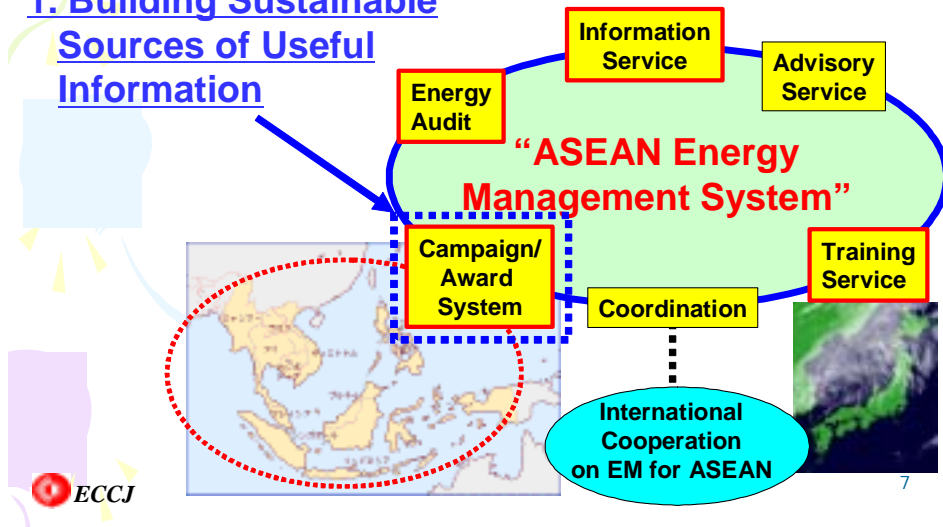 1. Building Sustainable
Sources of Useful
Information
Information
Service
Advisory
Service
Energy
Audit
“ASEAN Energy
Management System”
Campaign/
Award
System
Training
Service
Coordination
International
Cooperation
on EM for ASEAN
ECCJ
7